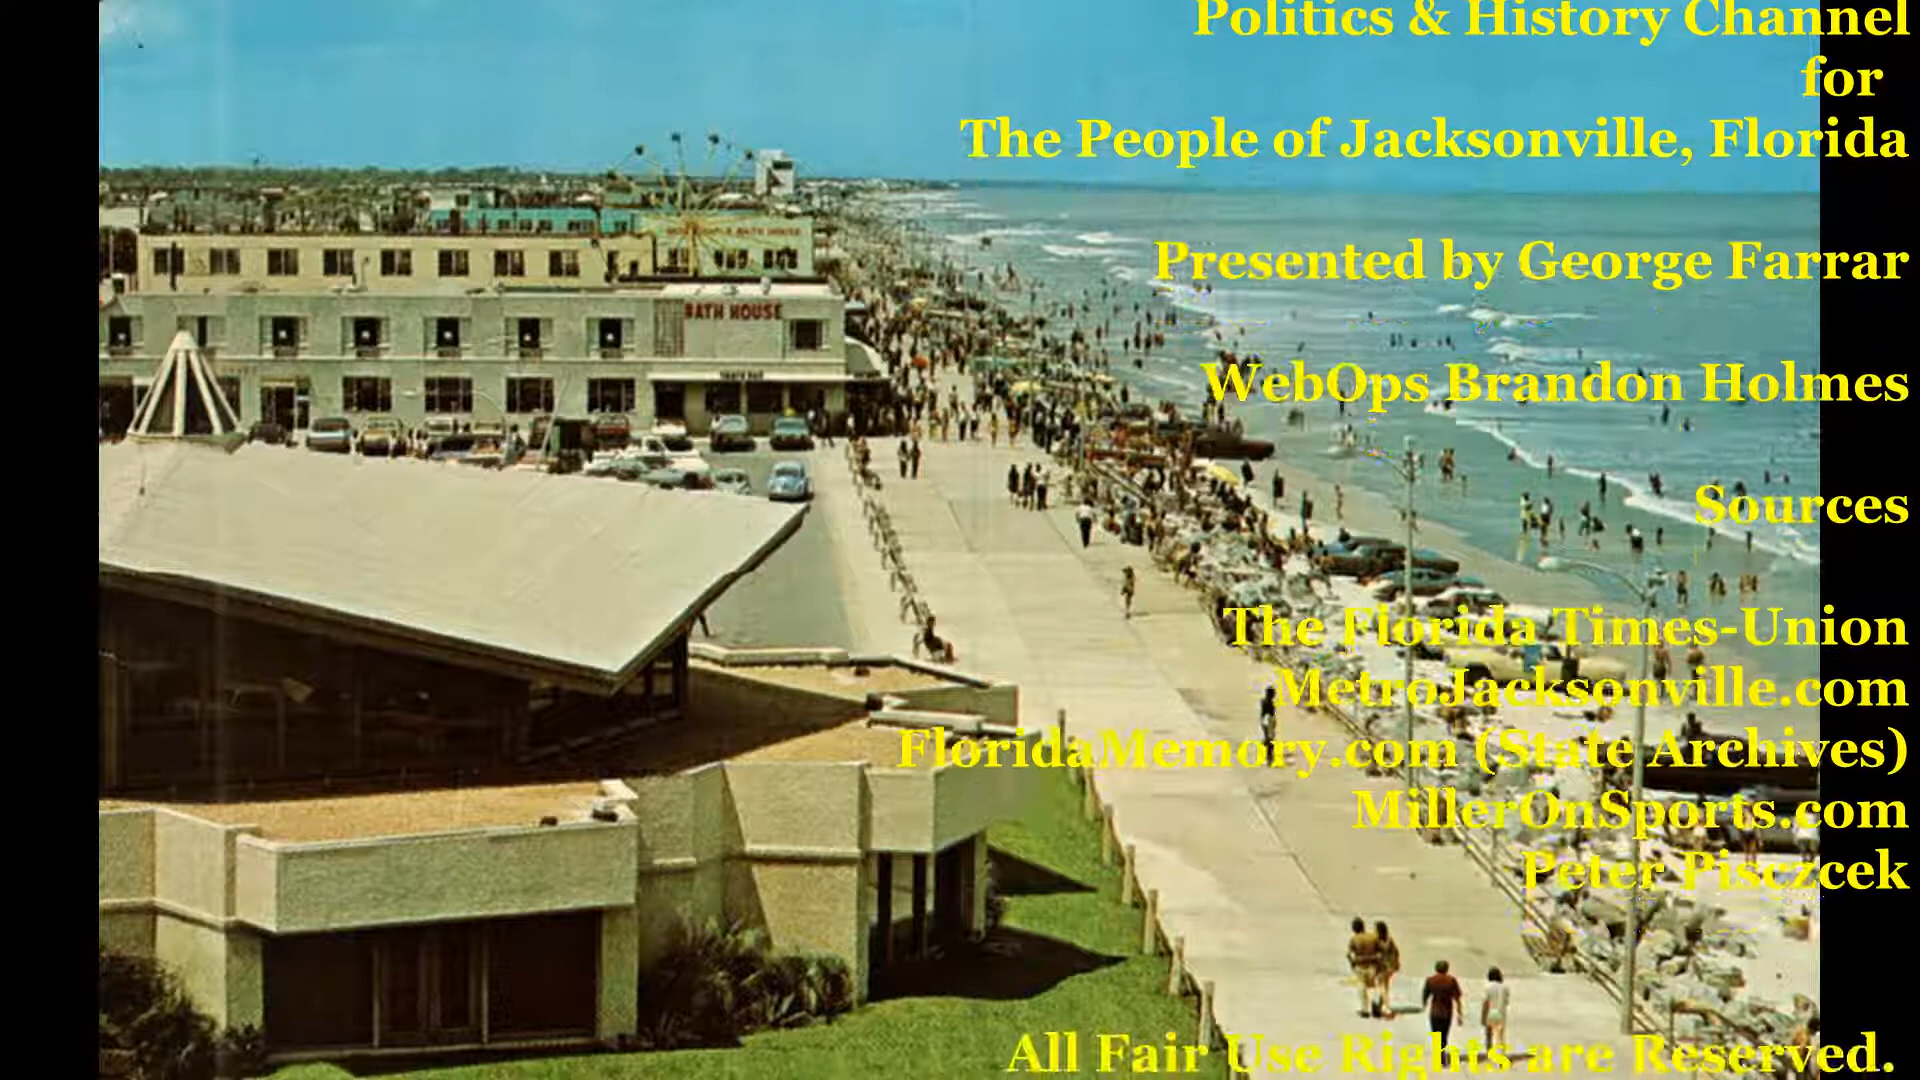 Politics & History Channel
for
The People of Jacksonville, Florida
Presented by George Farrar
BATH HOUSE
WebOps Brandon Holmes
Sources
The Florida Times-Union
MetroJacksonville.com
FloridaMemory.com (State Archives)
MillerOnSports.com
Peter Pisczcek
All Fair Use Rights are Reserved.